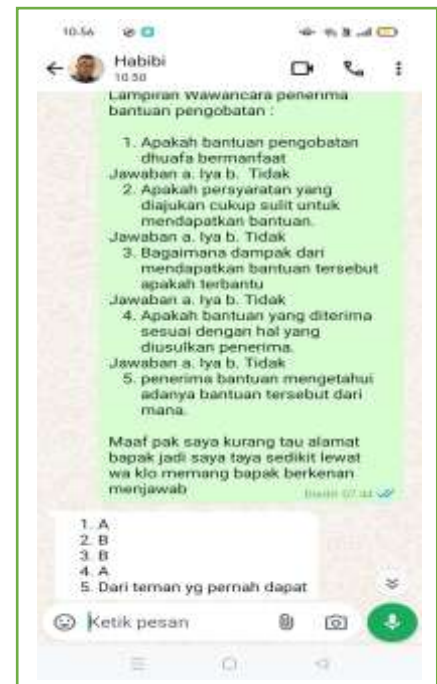 10.56
Habibi
10.50
Lampiran Wawancara penerima
bantuan pengobatan :
1. Apakah bantuan pengobatan
dhuafa bermanfaat
Jawaban a. Iya b. Tidak
2. Apakah persyaratan yang
diajukan cukup sulit untuk
mendapatkan bantuan.
Jawaban a. Iya b. Tidak
3. Bagaimana dampak dari
mendapatkan bantuan tersebut
apakah terbantu
Jawaban a. Iya b. Tidak
4. Apakah bantuan yang diterima
sesuai dengan hal yang
diusulkan penerima.
Jawaban a. Iya b. Tidak
5. penerima bantuan mengetahui
adanya bantuan tersebut dari
mana.
Maaf pak saya kurang tau alamat
bapak jadi saya taya sedikit lewat
wa klo memang bapak berkenan
menjawab
07.44
1. A
2. B
3. B
4. A
5. Dari teman yg pernah dapat
Ketik pesan